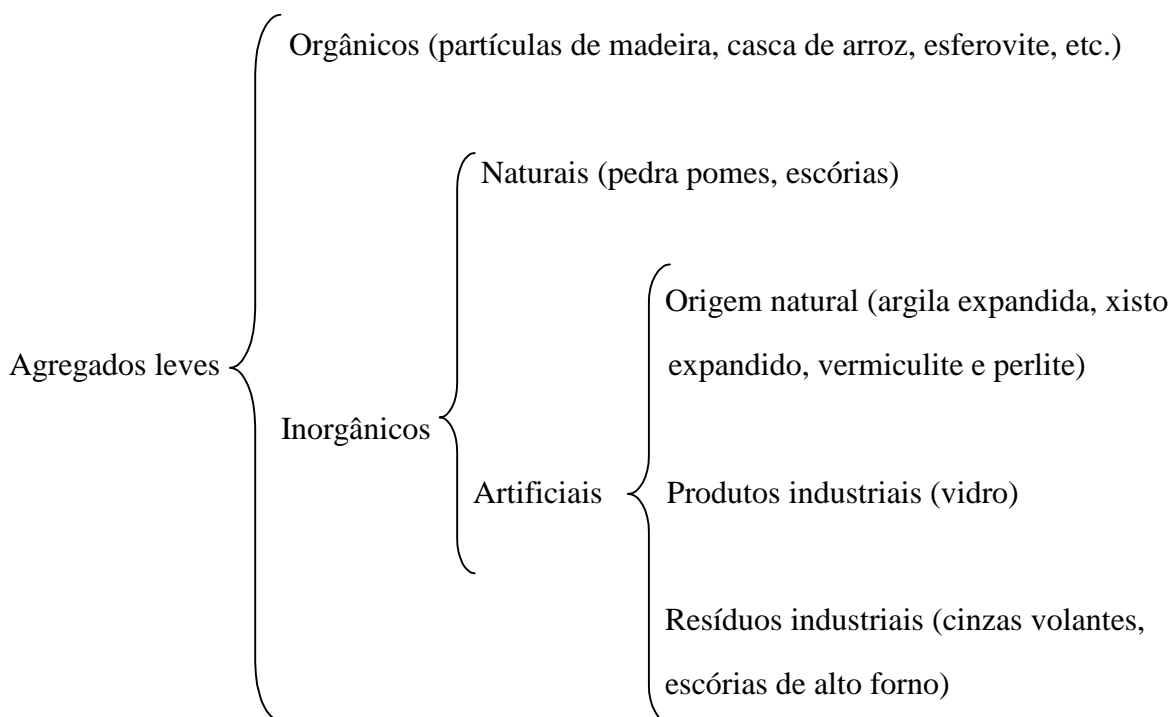 Orgânicos (partículas de madeira, casca de arroz, esferovite, etc.)
Naturais (pedra pomes, escórias)
Origem natural (argila expandida, xisto
expandido, vermiculite e perlite)
Agregados leves
Inorgânicos
Artificiais
Produtos industriais (vidro)
Resíduos industriais (cinzas volantes,
escórias de alto forno)